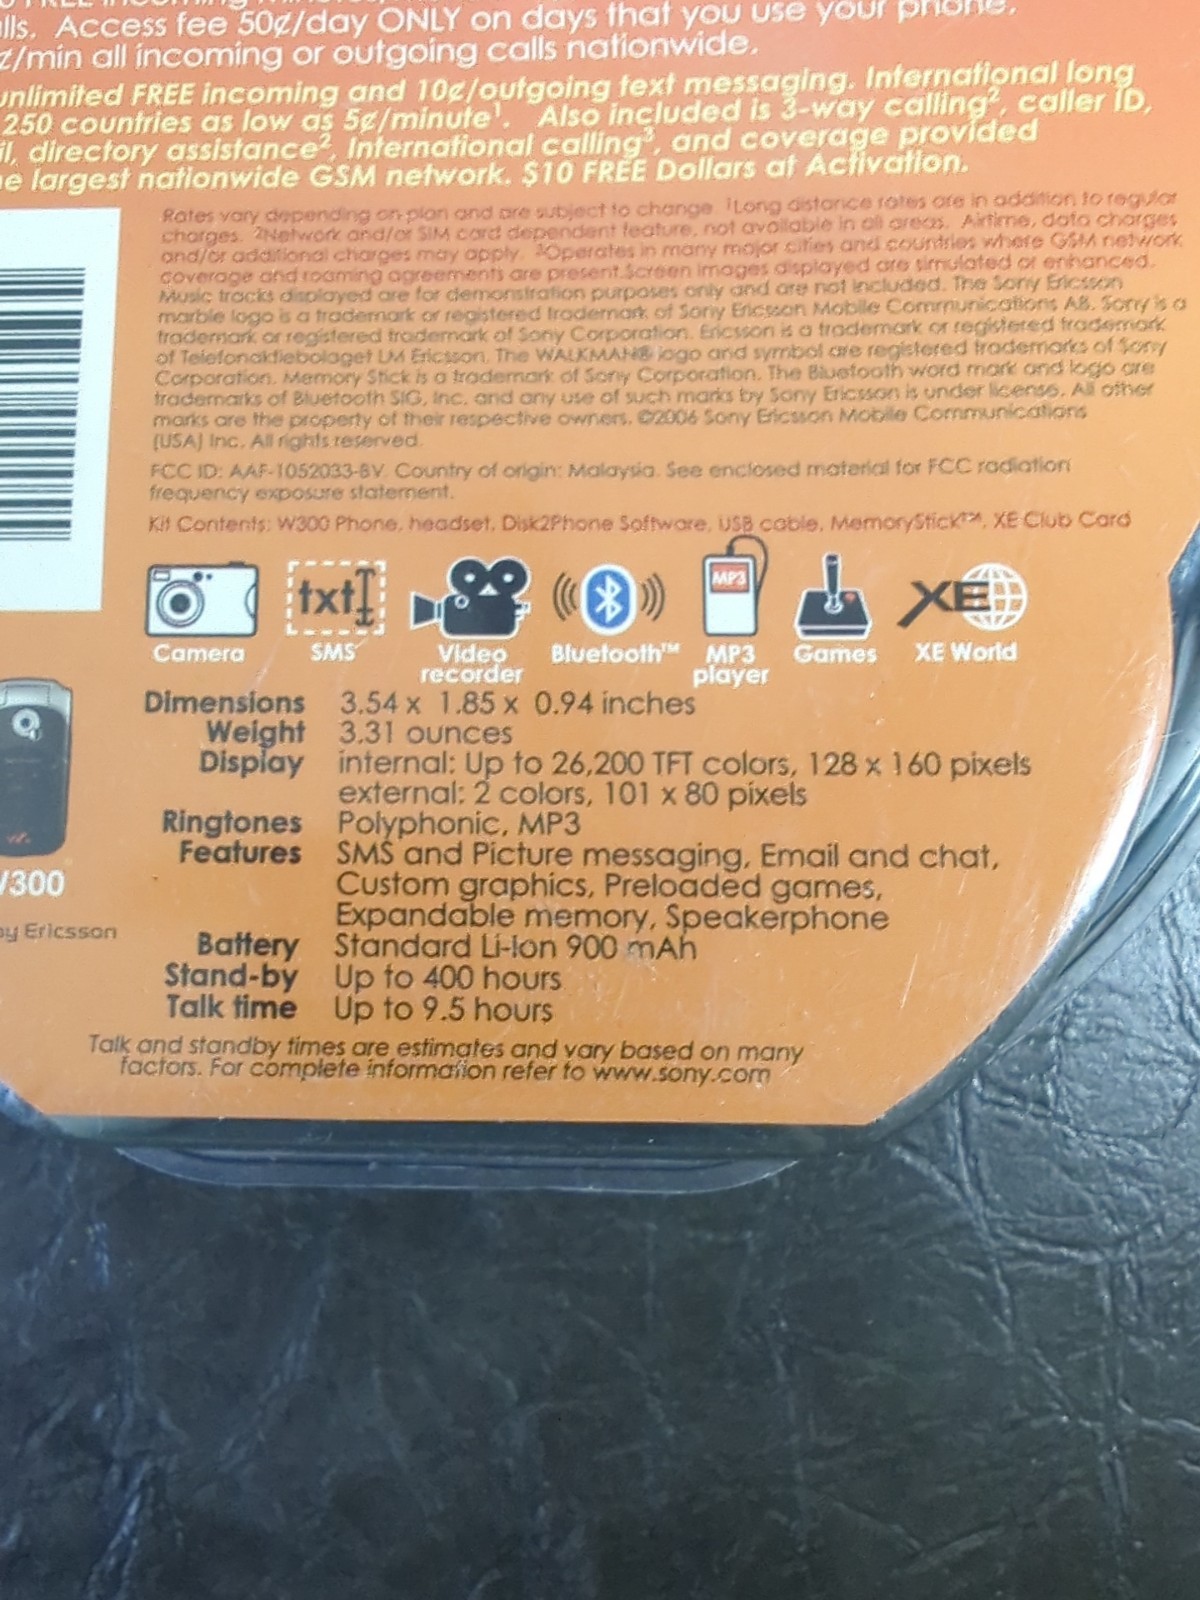 FREE incoming
lls. Access fee 50¢/day ONLY on days that you use your phone.
¢/min all incoming or outgoing calls nationwide.
unlimited FREE incoming and 10¢/outgoing text messaging. International long
250 countries as low as 5¢/minute¹. Also included is 3-way calling², caller ID,
il, directory assistance², International calling³, and coverage provided
he largest nationwide GSM network. $10 FREE Dollars at Activation.
Rates vary depending on plan and are subject to change. ¹Long distance rates are in addition to regular
charges. ²Network and/or SIM card dependent feature, not available in all areas. Airtime, data charges
and/or additional charges may apply. ³Operates in many major cities and countries where GSM network
coverage and roaming agreements are present.Screen images displayed are simulated or enhanced.
Music tracks displayed are for demonstration purposes only and are not included. The Sony Ericsson
marble logo is a trademark or registered trademark of Sony Ericsson Mobile Communications AB. Sony is a
trademark or registered trademark of Sony Corporation. Ericsson is a trademark or registered trademark
of Telefonaktiebolaget LM Ericsson. The WALKMAN® logo and symbol are registered trademarks of Sony
Corporation. Memory Stick is a trademark of Sony Corporation. The Bluetooth word mark and logo are
trademarks of Bluetooth SIG, Inc. and any use of such marks by Sony Ericsson is under license. All other
marks are the property of their respective owners. ©2006 Sony Ericsson Mobile Communications
(USA) Inc. All rights reserved.
FCC ID: AAF-1052033-BV. Country of origin: Malaysia. See enclosed material for FCC radiation
frequency exposure statement.
Kit Contents: W300 Phone, headset, Disk2Phone Software, USB cable, MemoryStick™, XE Club Card
txt
MP3
XE
Camera SMS Video recorder Bluetooth™ MP3 player Games XE World
Dimensions 3.54 x 1.85 x 0.94 inches
Weight 3.31 ounces
Display internal: Up to 26,200 TFT colors, 128 x 160 pixels
external: 2 colors, 101 x 80 pixels
Ringtones Polyphonic, MP3
Features SMS and Picture messaging, Email and chat,
Custom graphics, Preloaded games,
Expandable memory, Speakerphone
W300
by Ericsson
Battery Standard Li-Ion 900 mAh
Stand-by Up to 400 hours
Talk time Up to 9.5 hours
Talk and standby times are estimates and vary based on many
factors. For complete information refer to www.sony.com